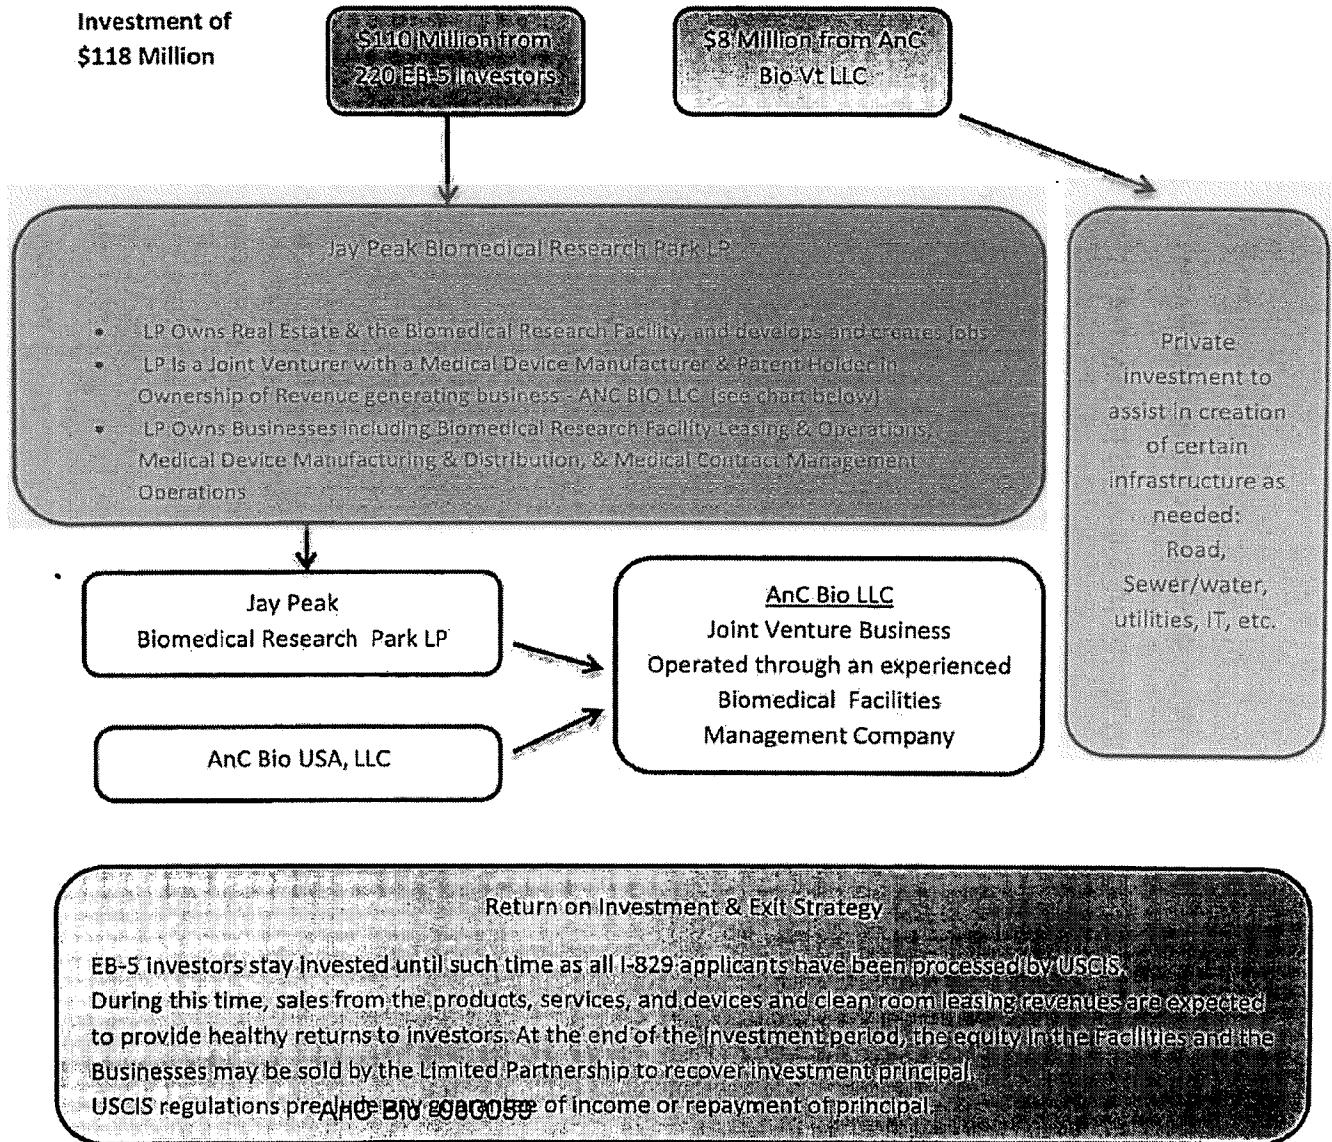 Investment of
$118 Million
$110 Million from
220 EB-5 Investors
$8 Million from AnC
Bio Vt LLC
Jay Peak Biomedical Research Park LP
• LP Owns Real Estate & the Biomedical Research Facility, and develops and creates Jobs
• LP Is a Joint Venturer with a Medical Device Manufacturer & Patent Holder in
Ownership of Revenue generating business - ANC BIO LLC (see chart below)
• LP Owns Businesses including Biomedical Research Facility Leasing & Operations,
Medical Device Manufacturing & Distribution, & Medical Contract Management
Operations
Private
investment to
assist in creation
of certain
infrastructure as
needed:
Road,
Sewer/water,
utilities, IT, etc.
Jay Peak
Biomedical Research Park LP
AnC Bio USA, LLC
AnC Bio LLC
Joint Venture Business
Operated through an experienced
Biomedical Facilities
Management Company
Return on Investment & Exit Strategy
EB-5 investors stay invested until such time as all I-829 applicants have been processed by USCIS.
During this time, sales from the products, services, and devices and clean room leasing revenues are expected
to provide healthy returns to investors. At the end of the investment period, the equity in the Facilities and the
Businesses may be sold by the Limited Partnership to recover investment principal.
USCIS regulations preclude any of income or repayment of principal.
AnC Bio